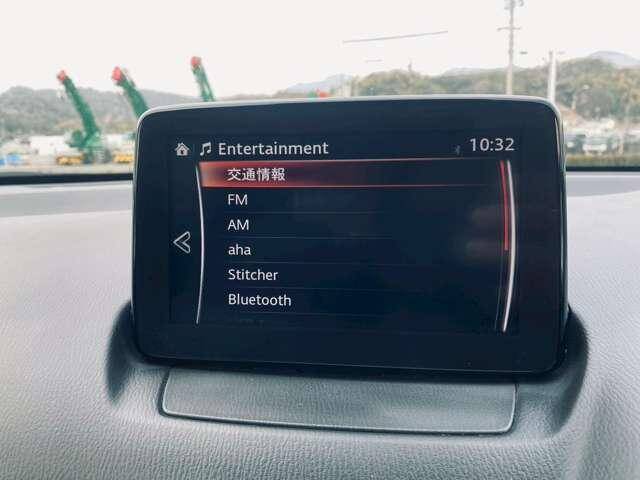 Entertainment 10:32
交通情報
FM
AM
aha
Stitcher
Bluetooth